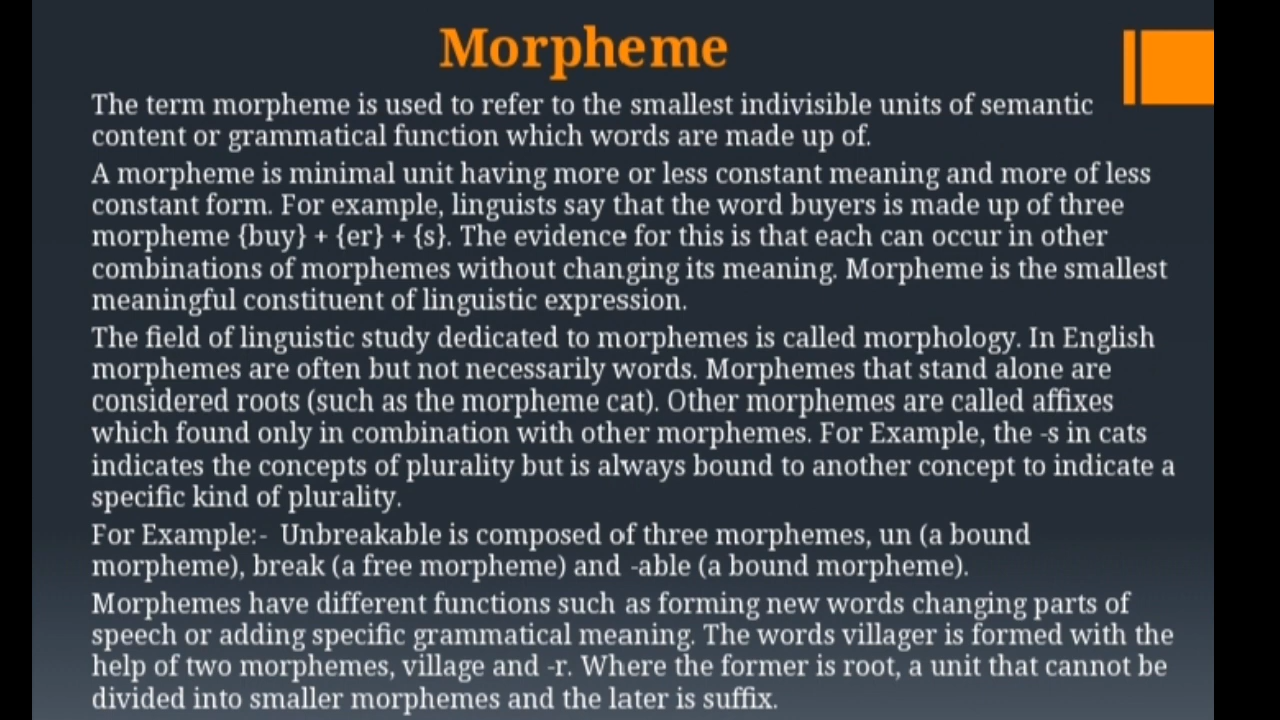 Morpheme
The term morpheme is used to refer to the smallest indivisible units of semantic
content or grammatical function which words are made up of.
A morpheme is minimal unit having more or less constant meaning and more of less
constant form. For example, linguists say that the word buyers is made up of three
morpheme {buy} + {er} + {s}. The evidence for this is that each can occur in other
combinations of morphemes without changing its meaning. Morpheme is the smallest
meaningful constituent of linguistic expression.
The field of linguistic study dedicated to morphemes is called morphology. In English
morphemes are often but not necessarily words. Morphemes that stand alone are
considered roots (such as the morpheme cat). Other morphemes are called affixes
which found only in combination with other morphemes. For Example, the -s in cats
indicates the concepts of plurality but is always bound to another concept to indicate a
specific kind of plurality.
For Example:- Unbreakable is composed of three morphemes, un (a bound
morpheme), break (a free morpheme) and -able (a bound morpheme).
Morphemes have different functions such as forming new words changing parts of
speech or adding specific grammatical meaning. The words villager is formed with the
help of two morphemes, village and -r. Where the former is root, a unit that cannot be
divided into smaller morphemes and the later is suffix.